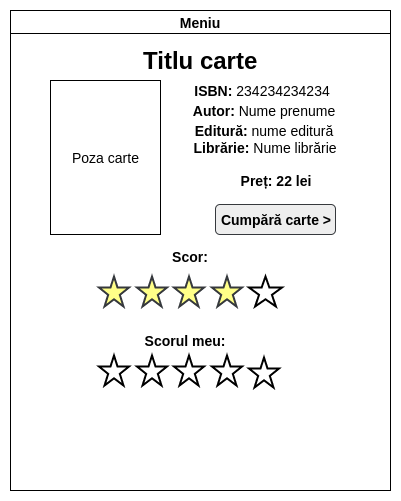 Meniu
Titlu carte
Poza carte
ISBN: 234234234234
Autor: Nume prenume
Editură: nume editură
Librărie: Nume librărie
Preț: 22 lei
Cumpără carte >
Scor:
Scorul meu: